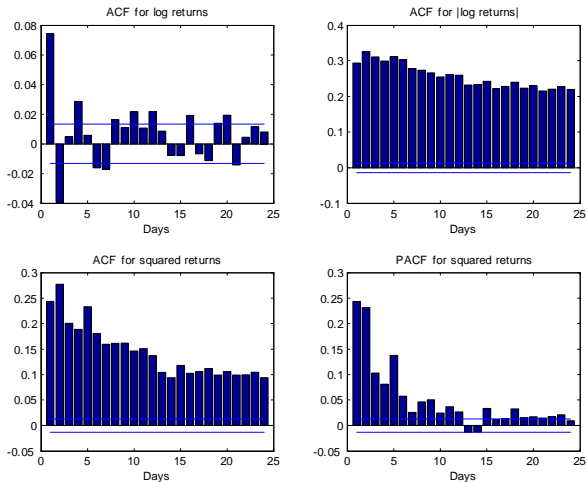 ACF for log returns
0.08
0.06
0.04
0.02
0
-0.02
-0.04
0 5 10 15 20 25
Days
ACF for |log returns|
0.4
0.3
0.2
0.1
0
-0.1
0 5 10 15 20 25
Days
ACF for squared returns
0.3
0.25
0.2
0.15
0.1
0.05
0
-0.05
0 5 10 15 20 25
Days
PACF for squared returns
0.3
0.25
0.2
0.15
0.1
0.05
0
-0.05
0 5 10 15 20 25
Days